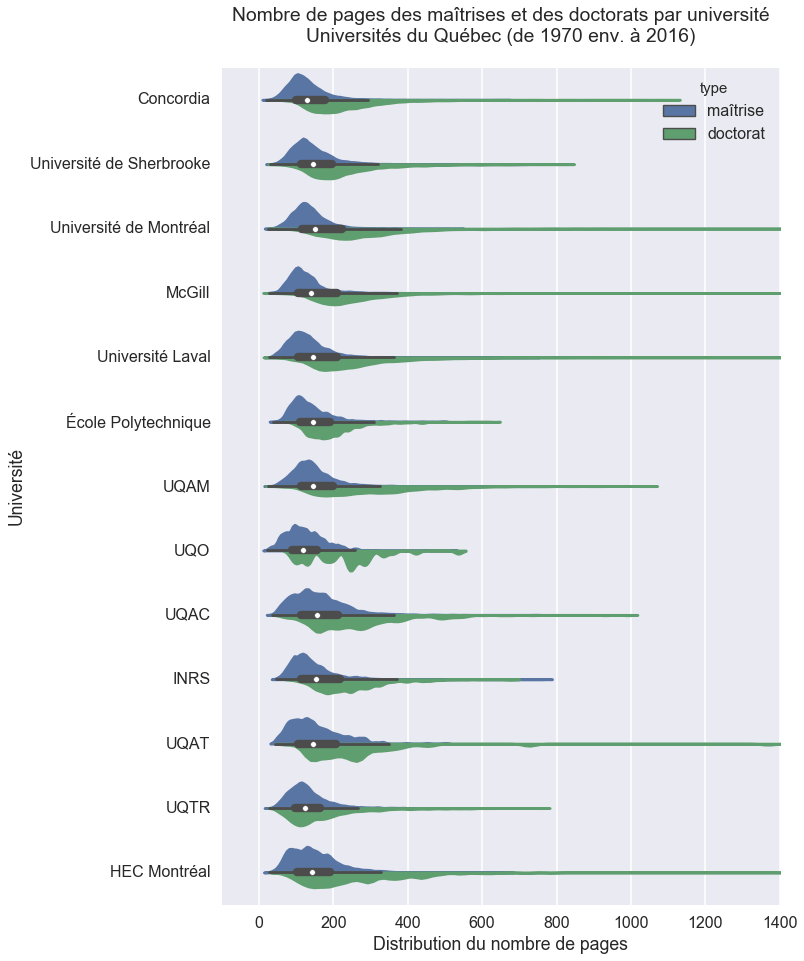 Nombre de pages des maîtrises et des doctorats par université
Universités du Québec (de 1970 env. à 2016)
type
maîtrise
doctorat
Concordia
Université de Sherbrooke
Université de Montréal
McGill
Université Laval
École Polytechnique
UQAM
UQO
UQAC
INRS
UQAT
UQTR
HEC Montréal
Université
0 200 400 600 800 1000 1200 1400
Distribution du nombre de pages